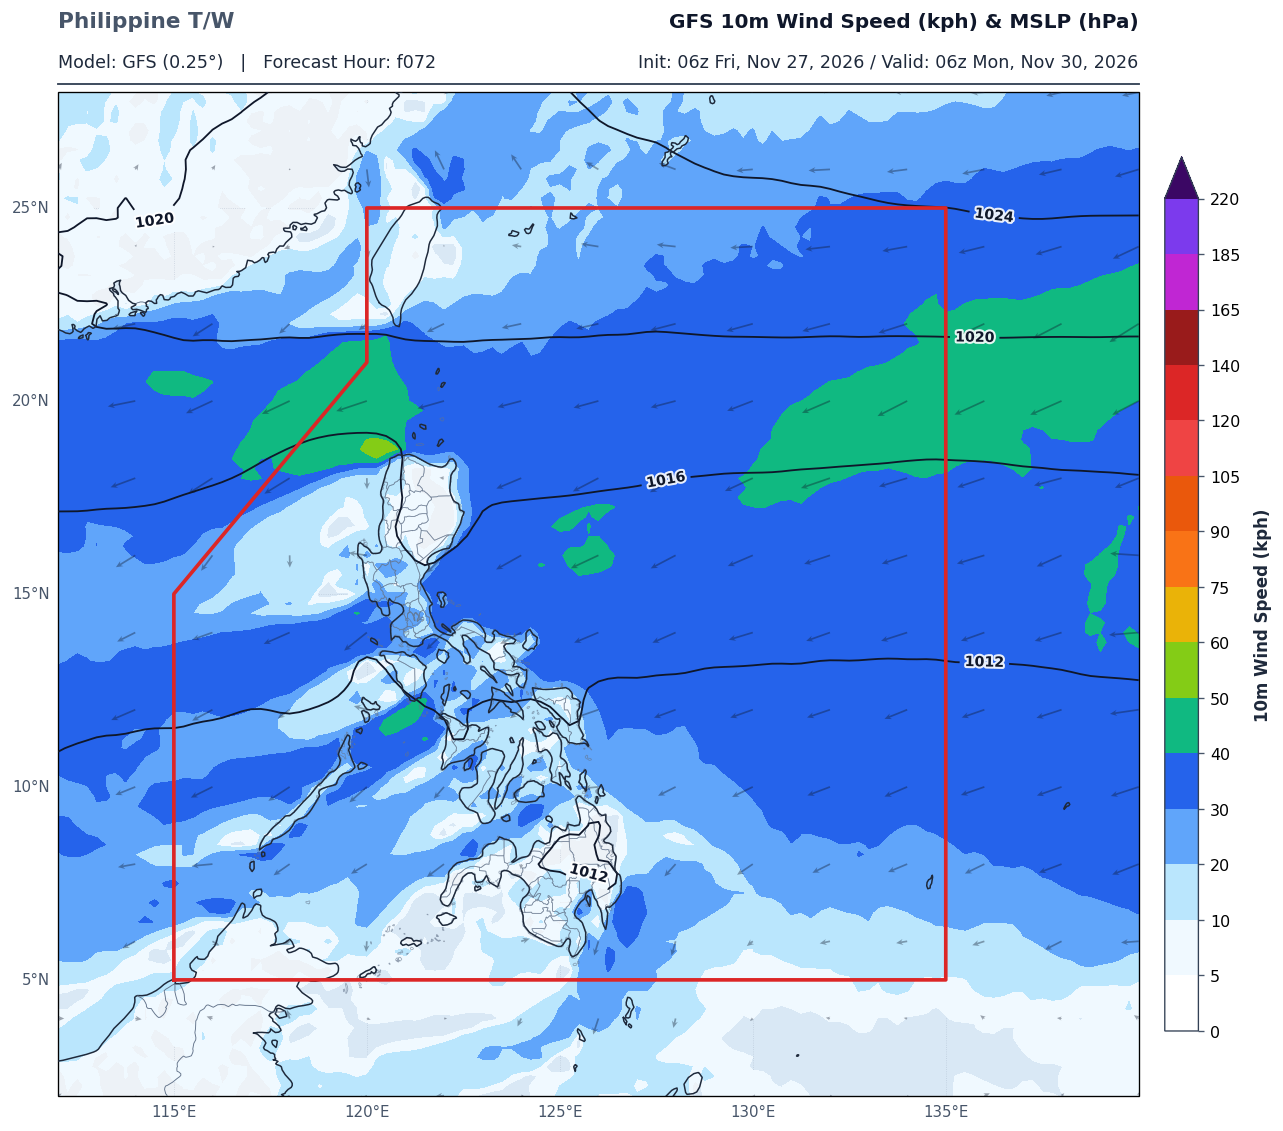 Philippine T/W
GFS 10m Wind Speed (kph) & MSLP (hPa)
Model: GFS (0.25°)   |   Forecast Hour: f072
Init: 06z Fri, Nov 27, 2026 / Valid: 06z Mon, Nov 30, 2026
1020
1024
1020
1016
1012
1012
25°N
20°N
15°N
10°N
5°N
115°E
120°E
125°E
130°E
135°E
220
185
165
140
120
105
90
75
60
50
40
30
20
10
5
0
10m Wind Speed (kph)